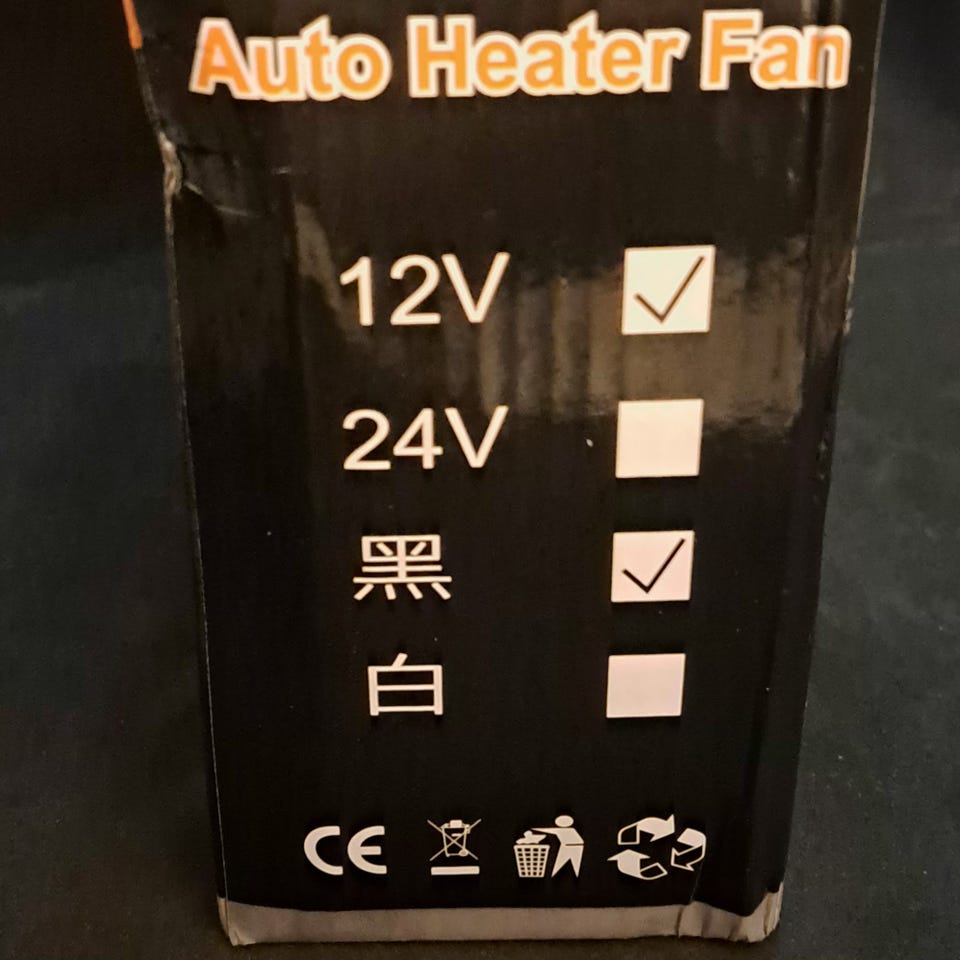 Auto Heater Fan
12V
24V
黑
白
CE